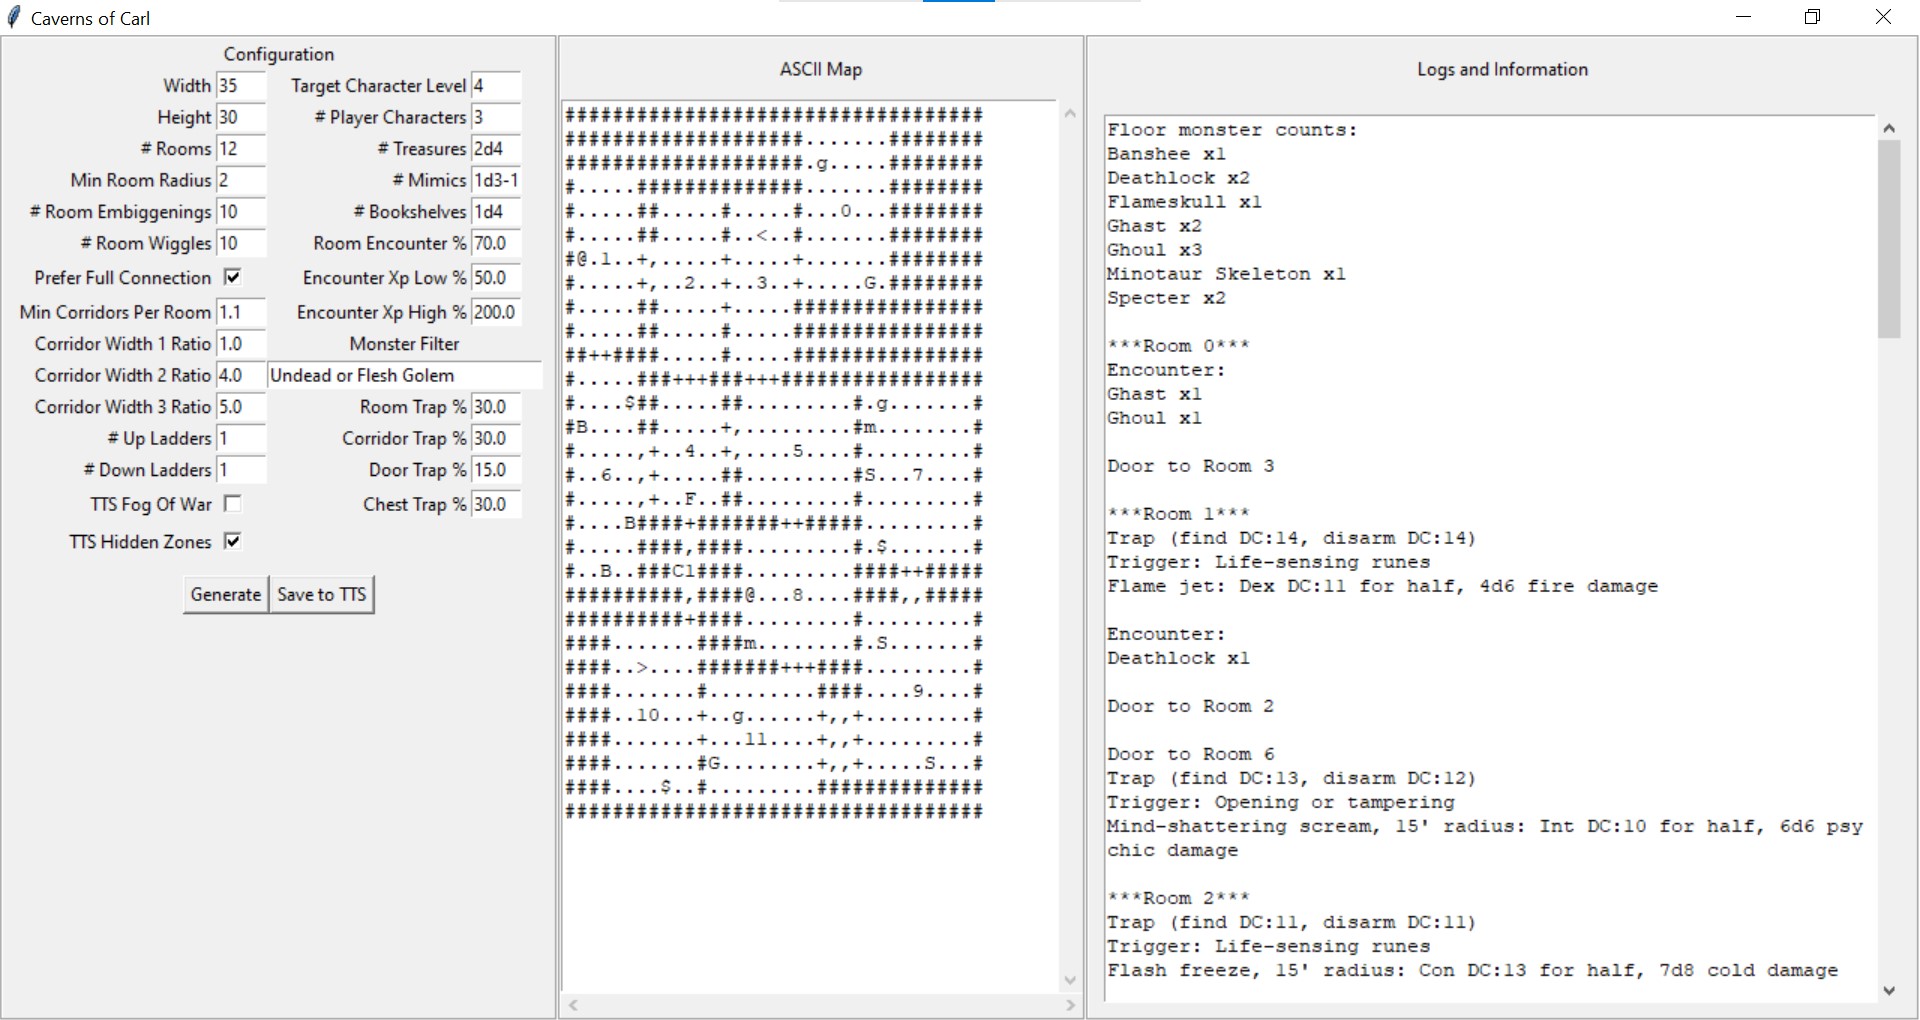 Caverns of Carl
Configuration
Width 35 Target Character Level 4
Height 30 # Player Characters 3
# Rooms 12 # Treasures 2d4
Min Room Radius 2 # Mimics 1d3-1
# Room Embiggenings 10 # Bookshelves 1d4
# Room Wiggles 10 Room Encounter % 70.0
Prefer Full Connection Encounter Xp Low % 50.0
Min Corridors Per Room 1.1 Encounter Xp High % 200.0
Corridor Width 1 Ratio 1.0 Monster Filter
Corridor Width 2 Ratio 4.0 Undead or Flesh Golem
Corridor Width 3 Ratio 5.0 Room Trap % 30.0
# Up Ladders 1 Corridor Trap % 30.0
# Down Ladders 1 Door Trap % 15.0
TTS Fog Of War Chest Trap % 30.0
TTS Hidden Zones
Generate Save to TTS
ASCII Map
###################################
####################.......########
####################.g.....########
#.....##############.......########
#.....##.....#.....#...0...########
#.....##.....#..<..#.......########
#@.1..+,.....+.....+.......########
#.....+,..2..+..3..+.....G.########
#.....##.....+.....################
#.....##.....#.....################
##++####.....#.....################
#.....###+++###+++#################
#....$##.....##.........#.g.......#
#B....##.....+,.........#m........#
#.....,+..4..+,....5....#.........#
#..6..,+.....##.........#S...7....#
#.....,+..F..##.........#.........#
#....B####+#######++#####.........#
#.....####,####.........#.$.......#
#..B..###C1####.........####++#####
##########,####@...8....####,,#####
##########+####.........#.........#
####.......####m........#.S.......#
####..>....#######+++####.........#
####.......#.........####....9....#
####..10...+..g......+,,+.........#
####.......+...11....+,,+.........#
####.......#G........+,,+.....S...#
####....$..#.........##############
###################################
Logs and Information
Floor monster counts:
Banshee x1
Deathlock x2
Flameskull x1
Ghast x2
Ghoul x3
Minotaur Skeleton x1
Specter x2
***Room 0***
Encounter:
Ghast x1
Ghoul x1
Door to Room 3
***Room 1***
Trap (find DC:14, disarm DC:14)
Trigger: Life-sensing runes
Flame jet: Dex DC:11 for half, 4d6 fire damage
Encounter:
Deathlock x1
Door to Room 2
Door to Room 6
Trap (find DC:13, disarm DC:12)
Trigger: Opening or tampering
Mind-shattering scream, 15' radius: Int DC:10 for half, 6d6 psy
chic damage
***Room 2***
Trap (find DC:11, disarm DC:11)
Trigger: Life-sensing runes
Flash freeze, 15' radius: Con DC:13 for half, 7d8 cold damage